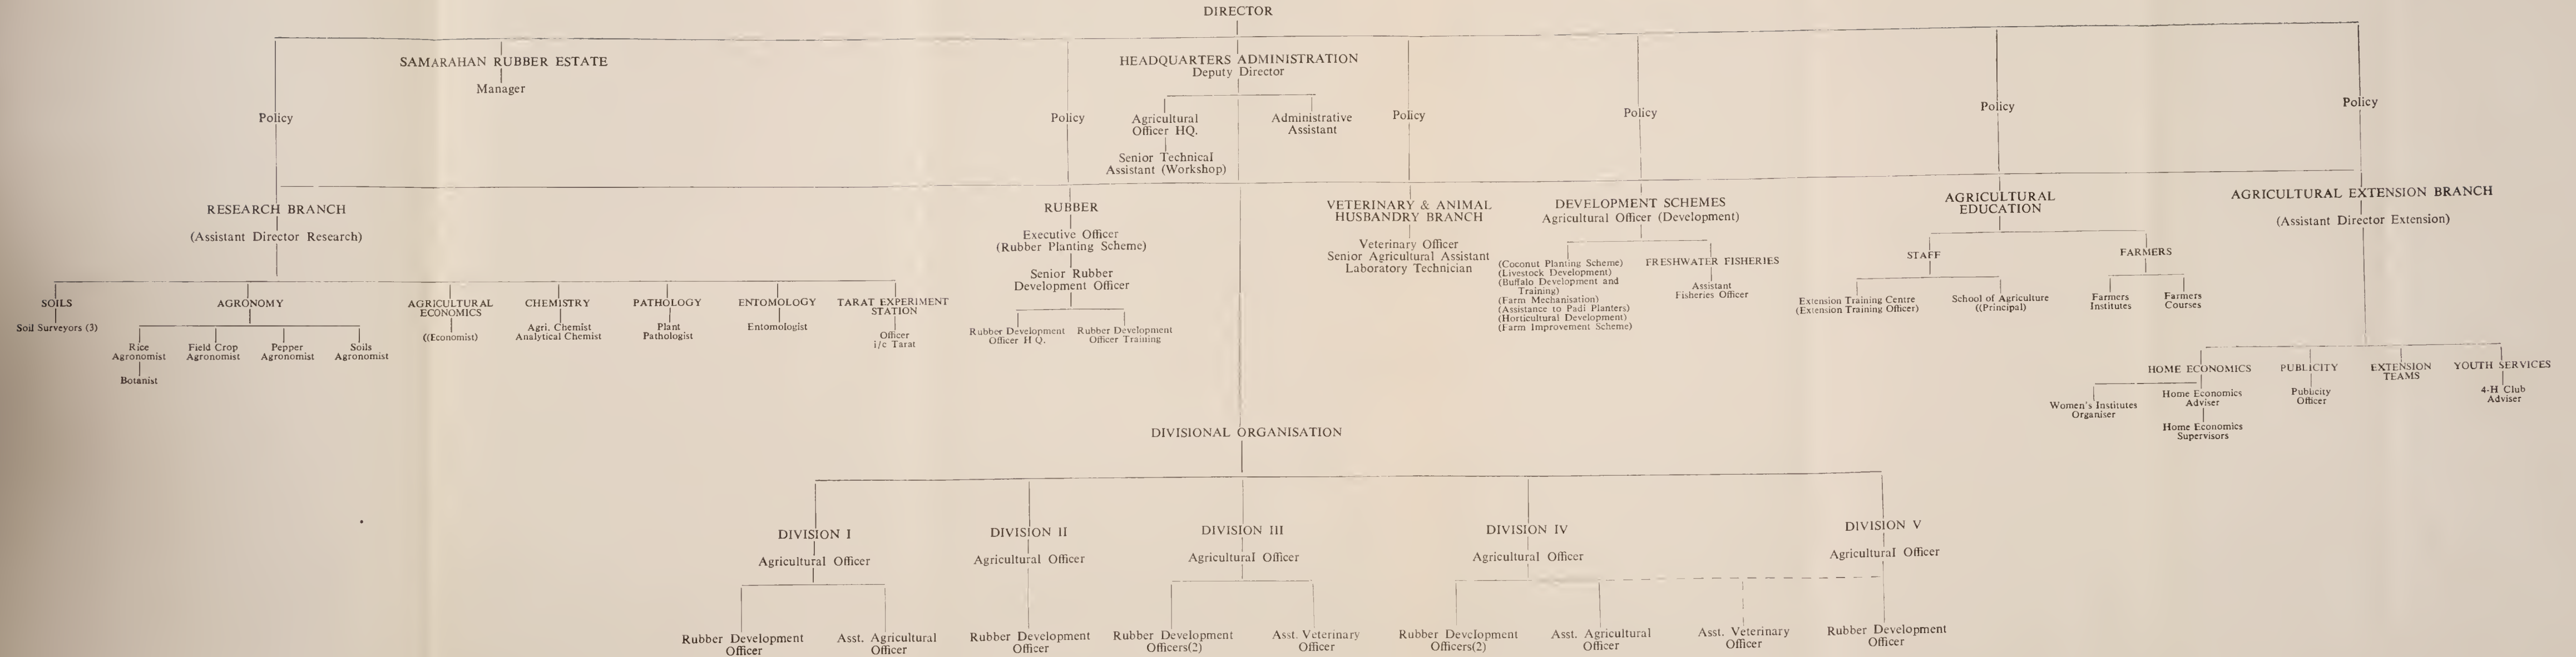 DIRECTOR
SAMARAHAN RUBBER ESTATE
Manager
HEADQUARTERS ADMINISTRATION
Deputy Director
Agricultural
Officer HQ.
Senior Technical
Assistant (Workshop)
Administrative
Assistant
Policy
Policy
Policy
Policy
Policy
Policy
RESEARCH BRANCH
(Assistant Director Research)
SOILS
Soil Surveyors (3)
AGRONOMY
Rice
Agronomist
Botanist
Field Crop
Agronomist
Pepper
Agronomist
Soils
Agronomist
AGRICULTURAL
ECONOMICS
((Economist)
CHEMISTRY
Agri. Chemist
Analytical Chemist
PATHOLOGY
Plant
Pathologist
ENTOMOLOGY
Entomologist
TARAT EXPERIMENT
STATION
Officer
i/c Tarat
RUBBER
Executive Officer
(Rubber Planting Scheme)
Senior Rubber
Development Officer
Rubber Development
Officer H Q.
Rubber Development
Officer Training
VETERINARY & ANIMAL
HUSBANDRY BRANCH
Veterinary Officer
Senior Agricultural Assistant
Laboratory Technician
DEVELOPMENT SCHEMES
Agricultural Officer (Development)
(Coconut Planting Scheme)
(Livestock Development)
(Buffalo Development and
Training)
(Farm Mechanisation)
(Assistance to Padi Planters)
(Horticultural Development)
(Farm Improvement Scheme)
FRESHWATER FISHERIES
Assistant
Fisheries Officer
AGRICULTURAL
EDUCATION
STAFF
Extension Training Centre
(Extension Training Officer)
School of Agriculture
((Principal)
FARMERS
Farmers
Institutes
Farmers
Courses
AGRICULTURAL EXTENSION BRANCH
(Assistant Director Extension)
HOME ECONOMICS
Women's Institutes
Organiser
Home Economics
Adviser
Home Economics
Supervisors
PUBLICITY
Publicity
Officer
EXTENSION
TEAMS
YOUTH SERVICES
4-H Club
Adviser
DIVISIONAL ORGANISATION
DIVISION I
Agricultural Officer
Rubber Development
Officer
Asst. Agricultural
Officer
DIVISION II
Agricultural Officer
Rubber Development
Officer
DIVISION III
Agricultural Officer
Rubber Development
Officers(2)
Asst. Veterinary
Officer
DIVISION IV
Agricultural Officer
Rubber Development
Officers(2)
Asst. Agricultural
Officer
Asst. Veterinary
Officer
DIVISION V
Agricultural Officer
Rubber Development
Officer